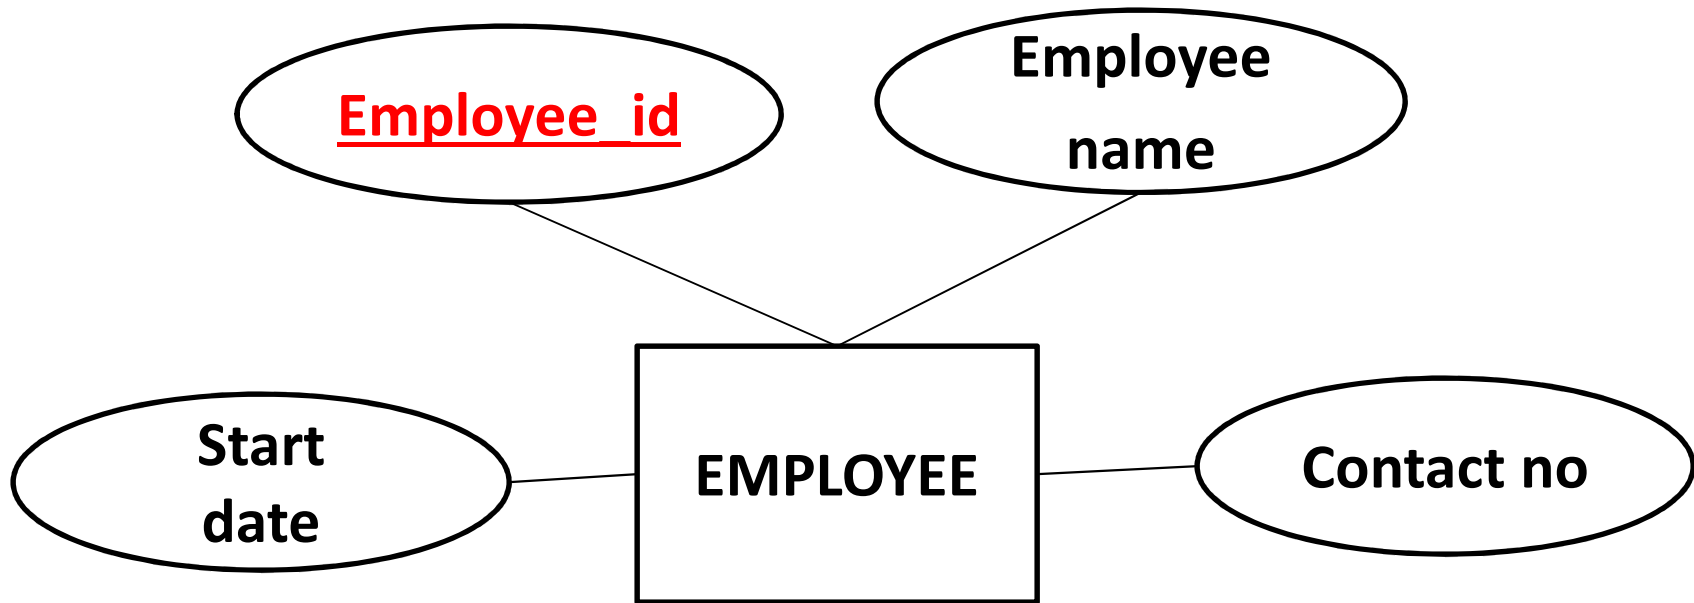 Employee_id
Employee
name
Start
date
EMPLOYEE
Contact no